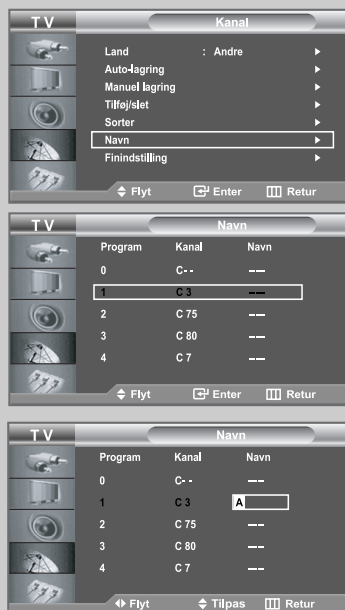 TV Kanal
Land : Andre
Auto-lagring
Manuel lagring
Tilføj/slet
Sorter
Navn
Finindstilling
Flyt Enter Retur
TV Navn
Program Kanal Navn
0 C-- ----
1 C 3 ----
2 C 75 ----
3 C 80 ----
4 C 7 ----
Flyt Enter Retur
TV Navn
Program Kanal Navn
0 C-- ----
1 C 3 A
2 C 75 ----
3 C 80 ----
4 C 7 ----
Flyt Tilpas Retur